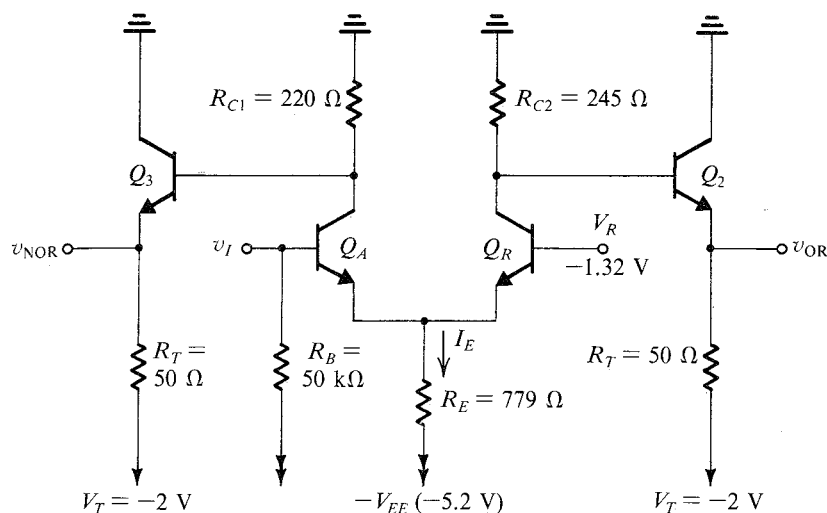 R_{C1} = 220 Ω
R_{C2} = 245 Ω
Q_3
Q_2
v_{NOR}
v_I
Q_A
Q_R
V_R
−1.32 V
v_{OR}
I_E
R_T =
50 Ω
R_B =
50 kΩ
R_E = 779 Ω
R_T = 50 Ω
V_T = −2 V
−V_{EE} (−5.2 V)
V_T = −2 V